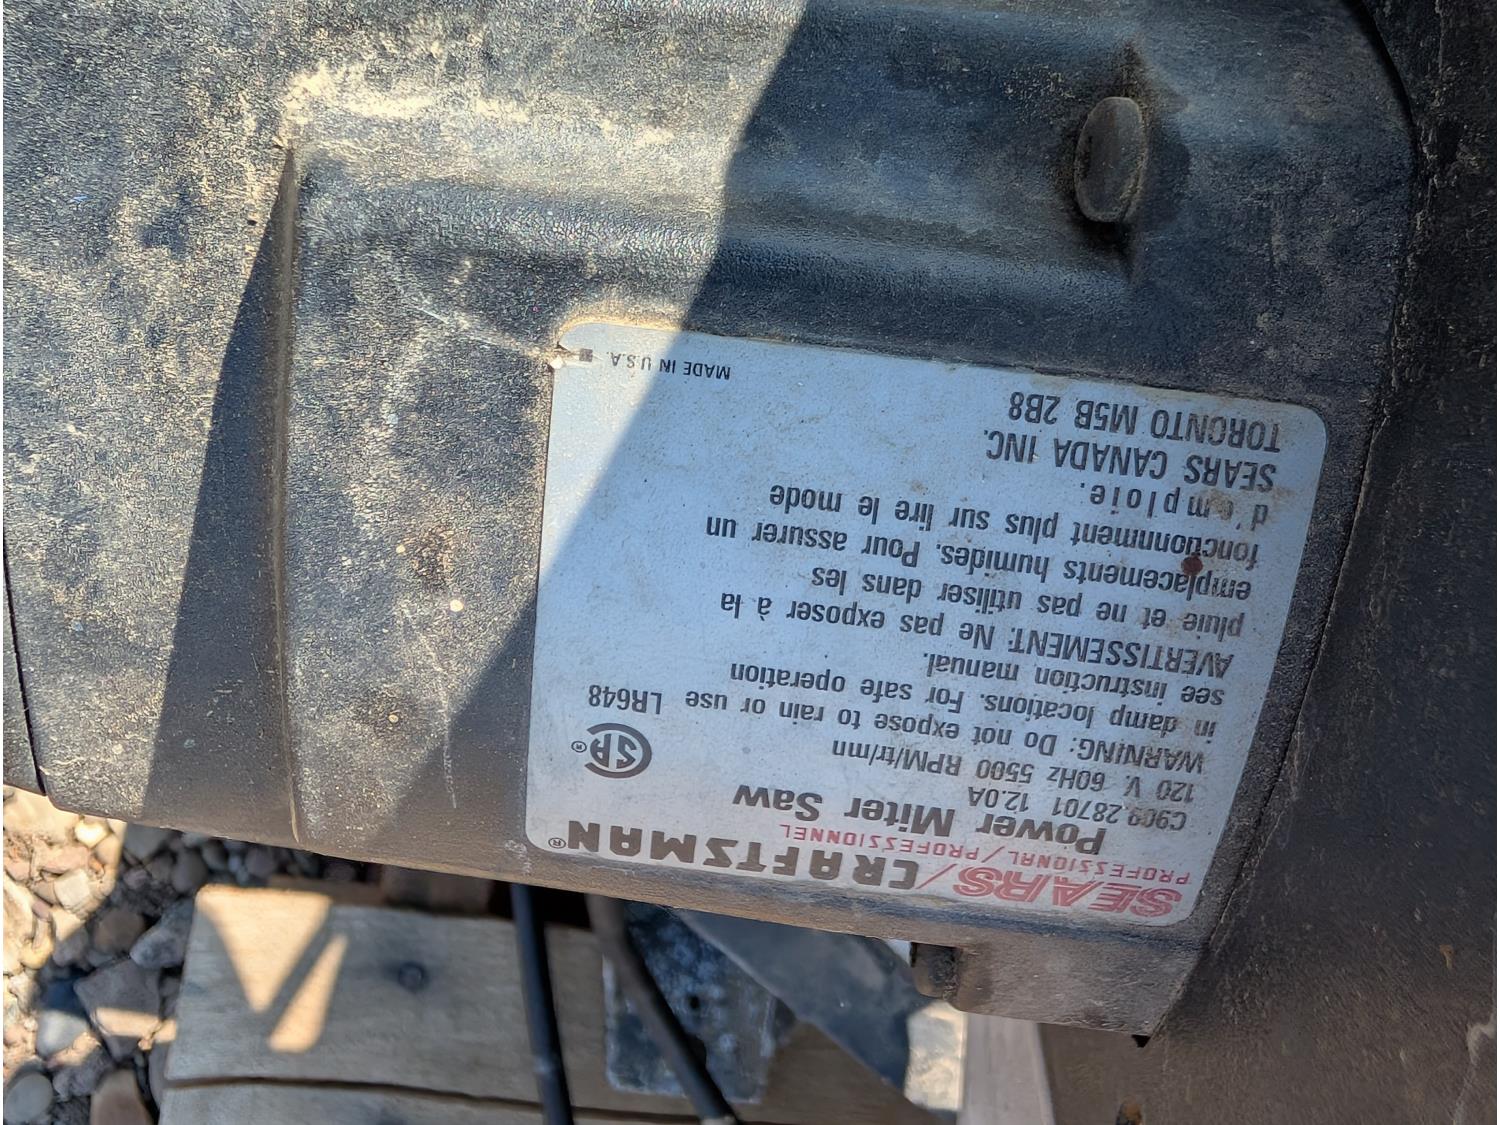 SEARS/CRAFTSMAN®
PROFESSIONAL/PROFESSIONNEL
Power Miter Saw
28701 12.0A
120 V. 60Hz 5500 RPM/tr/mn
SA®
WARNING: Do not expose to rain or use LR648
in damp locations. For safe operation
see instruction manual.
AVERTISSEMENT: Ne pas exposer à la
pluie et ne pas utiliser dans les
emplacements humides. Pour assurer un
fonctionnment plus sur lire le mode
d'emploie.
SEARS CANADA INC.
TORONTO M5B 2B8
MADE IN U.S.A.